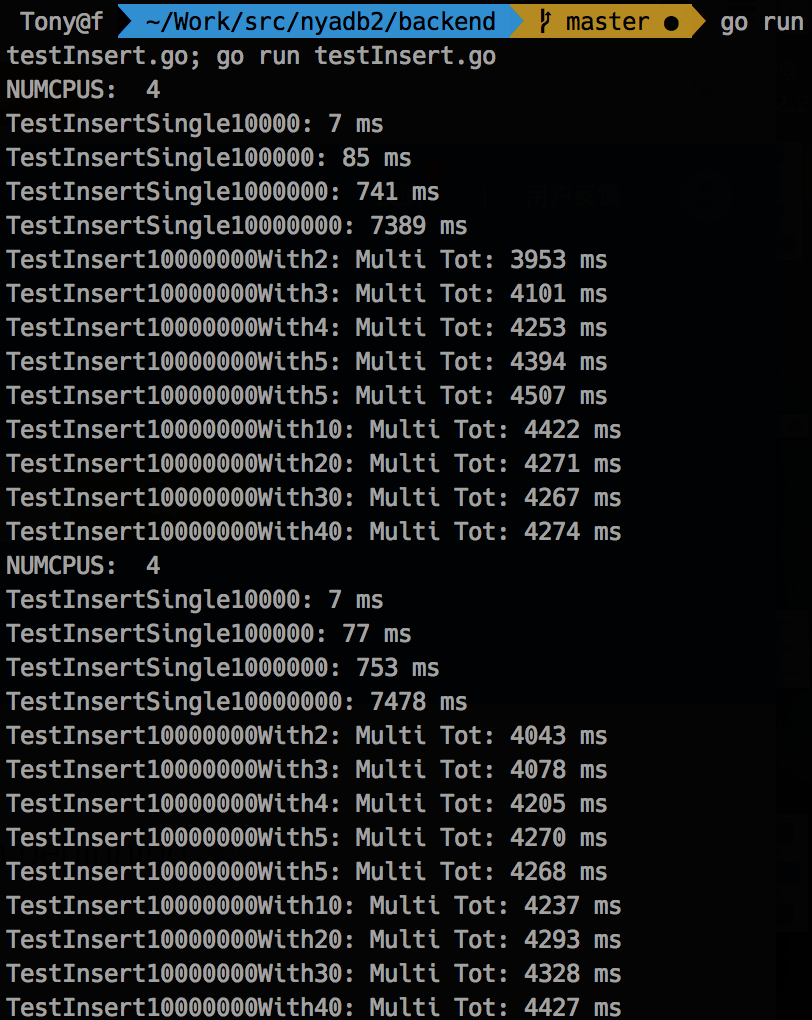 Tony@f ~/Work/src/nyadb2/backend master ● go run
testInsert.go; go run testInsert.go
NUMCPUS:  4
TestInsertSingle10000: 7 ms
TestInsertSingle100000: 85 ms
TestInsertSingle1000000: 741 ms
TestInsertSingle10000000: 7389 ms
TestInsert10000000With2: Multi Tot: 3953 ms
TestInsert10000000With3: Multi Tot: 4101 ms
TestInsert10000000With4: Multi Tot: 4253 ms
TestInsert10000000With5: Multi Tot: 4394 ms
TestInsert10000000With5: Multi Tot: 4507 ms
TestInsert10000000With10: Multi Tot: 4422 ms
TestInsert10000000With20: Multi Tot: 4271 ms
TestInsert10000000With30: Multi Tot: 4267 ms
TestInsert10000000With40: Multi Tot: 4274 ms
NUMCPUS:  4
TestInsertSingle10000: 7 ms
TestInsertSingle100000: 77 ms
TestInsertSingle1000000: 753 ms
TestInsertSingle10000000: 7478 ms
TestInsert10000000With2: Multi Tot: 4043 ms
TestInsert10000000With3: Multi Tot: 4078 ms
TestInsert10000000With4: Multi Tot: 4205 ms
TestInsert10000000With5: Multi Tot: 4270 ms
TestInsert10000000With5: Multi Tot: 4268 ms
TestInsert10000000With10: Multi Tot: 4237 ms
TestInsert10000000With20: Multi Tot: 4293 ms
TestInsert10000000With30: Multi Tot: 4328 ms
TestInsert10000000With40: Multi Tot: 4427 ms